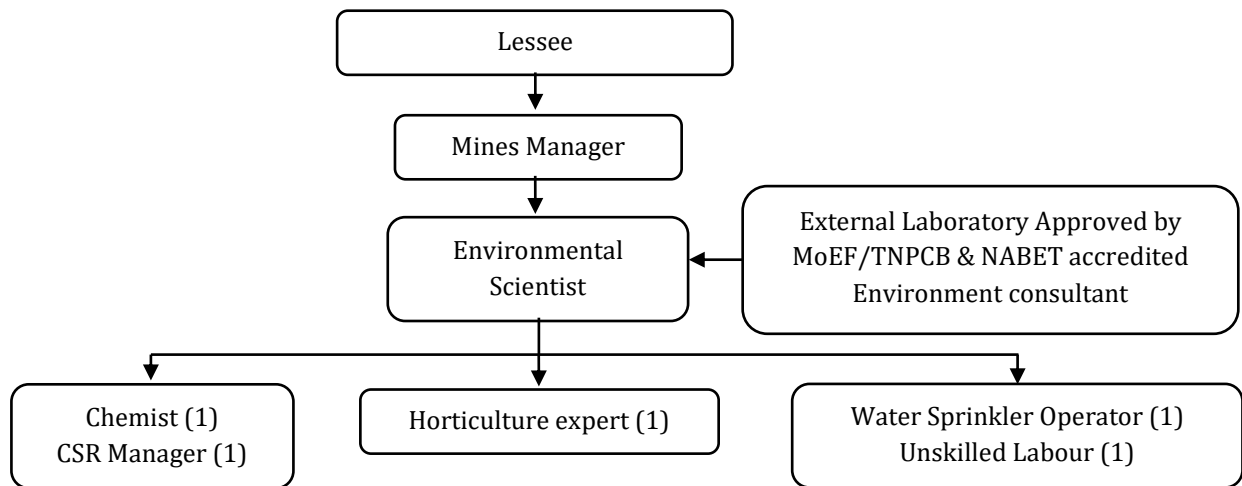 Lessee
Mines Manager
Environmental
Scientist
External Laboratory Approved by
MoEF/TNPCB & NABET accredited
Environment consultant
Chemist (1)
CSR Manager (1)
Horticulture expert (1)
Water Sprinkler Operator (1)
Unskilled Labour (1)